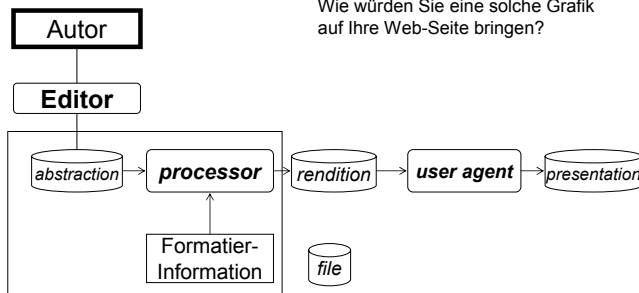 Wie würden Sie eine solche Grafik
auf Ihre Web-Seite bringen?
Autor
Editor
abstraction
processor
rendition
user agent
presentation
Formatier-
Information
file